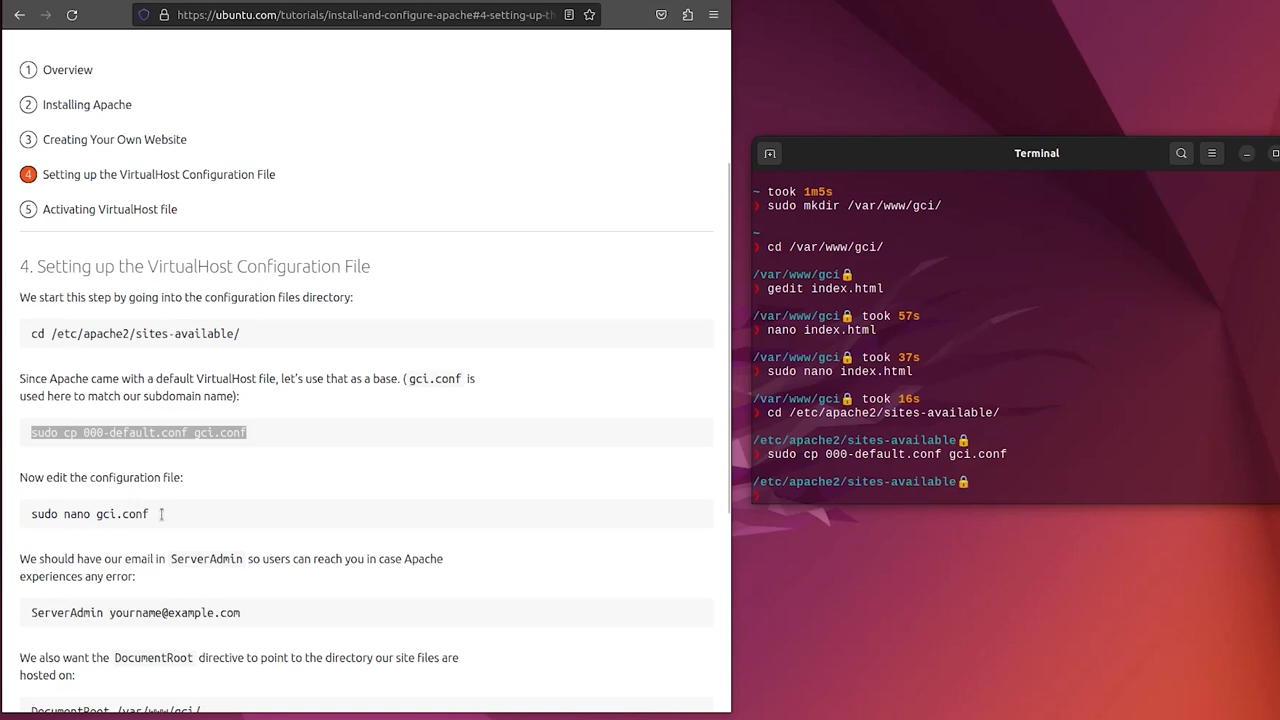 https://ubuntu.com/tutorials/install-and-configure-apache#4-setting-up-th
1 Overview
2 Installing Apache
3 Creating Your Own Website
4 Setting up the VirtualHost Configuration File
5 Activating VirtualHost file
4. Setting up the VirtualHost Configuration File
We start this step by going into the configuration files directory:
cd /etc/apache2/sites-available/
Since Apache came with a default VirtualHost file, let’s use that as a base. ( gci.conf is
used here to match our subdomain name):
sudo cp 000-default.conf gci.conf
Now edit the configuration file:
sudo nano gci.conf
We should have our email in ServerAdmin so users can reach you in case Apache
experiences any error:
ServerAdmin yourname@example.com
We also want the DocumentRoot directive to point to the directory our site files are
hosted on:
DocumentRoot /var/www/gci/
Terminal
~ took 1m5s
❯ sudo mkdir /var/www/gci/
~
❯ cd /var/www/gci/
/var/www/gci🔒
❯ gedit index.html
/var/www/gci🔒 took 57s
❯ nano index.html
/var/www/gci🔒 took 37s
❯ sudo nano index.html
/var/www/gci🔒 took 16s
❯ cd /etc/apache2/sites-available/
/etc/apache2/sites-available🔒
❯ sudo cp 000-default.conf gci.conf
/etc/apache2/sites-available🔒
❯